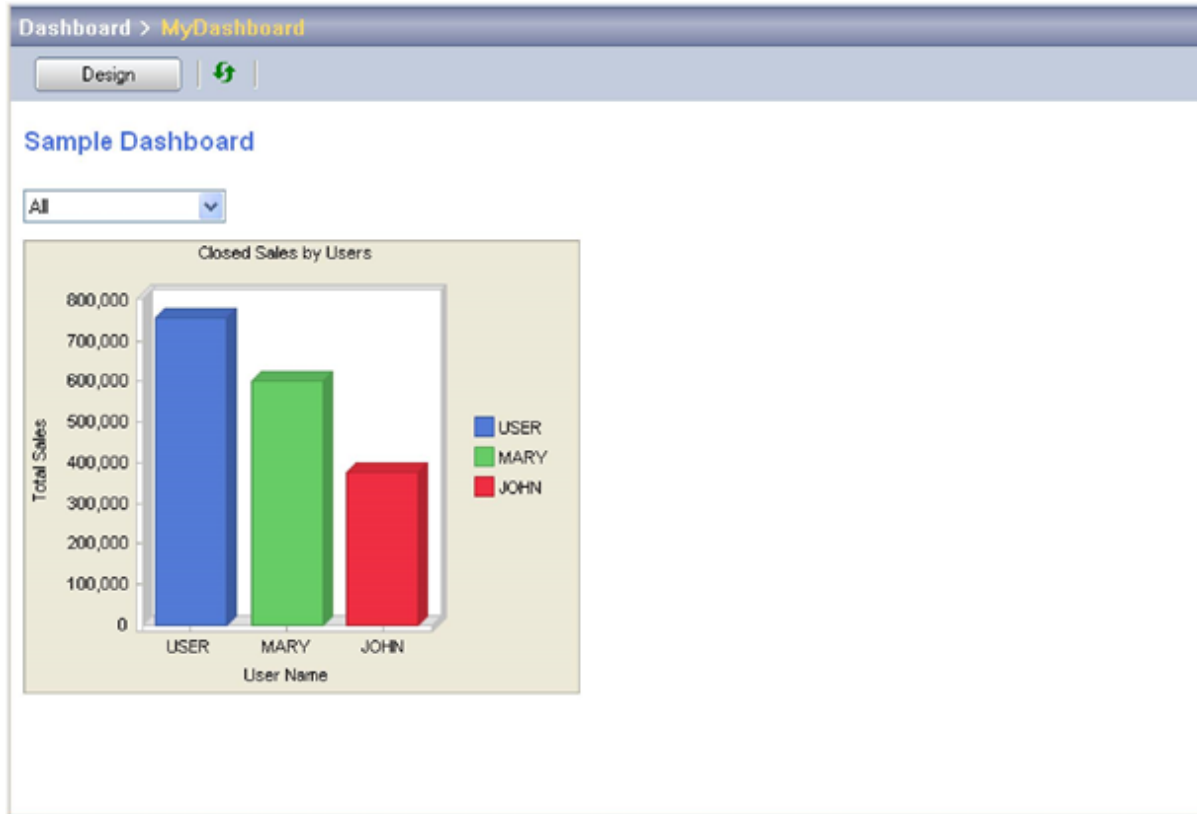 Dashboard > MyDashboard
Design
Sample Dashboard
All
Closed Sales by Users
Total Sales
800,000
700,000
600,000
500,000
400,000
300,000
200,000
100,000
0
USER
MARY
JOHN
USER MARY JOHN
User Name